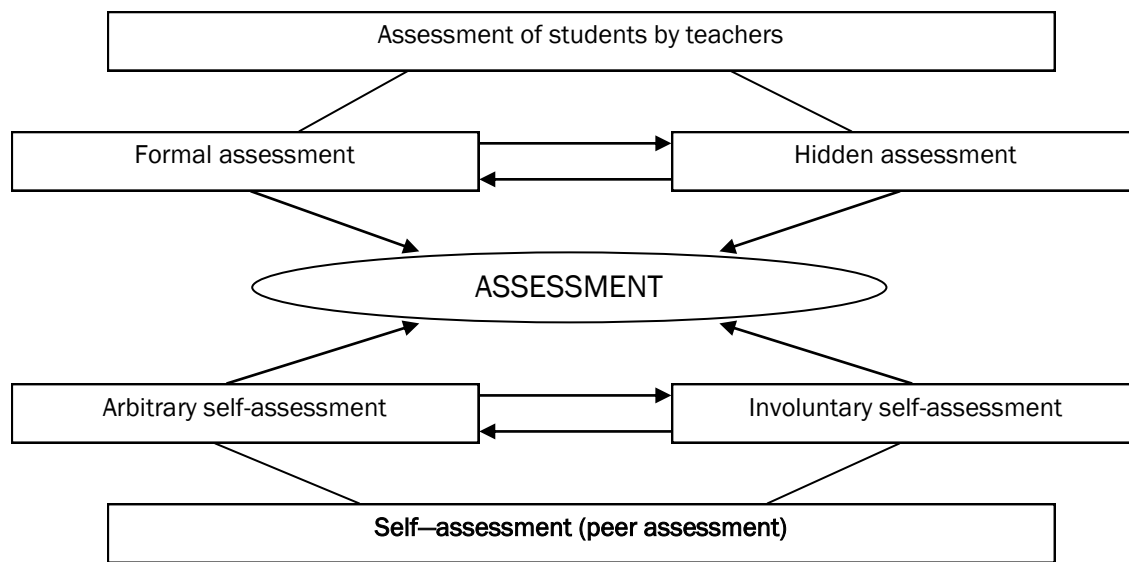 Assessment of students by teachers
Formal assessment
Hidden assessment
ASSESSMENT
Arbitrary self-assessment
Involuntary self-assessment
Self—assessment (peer assessment)